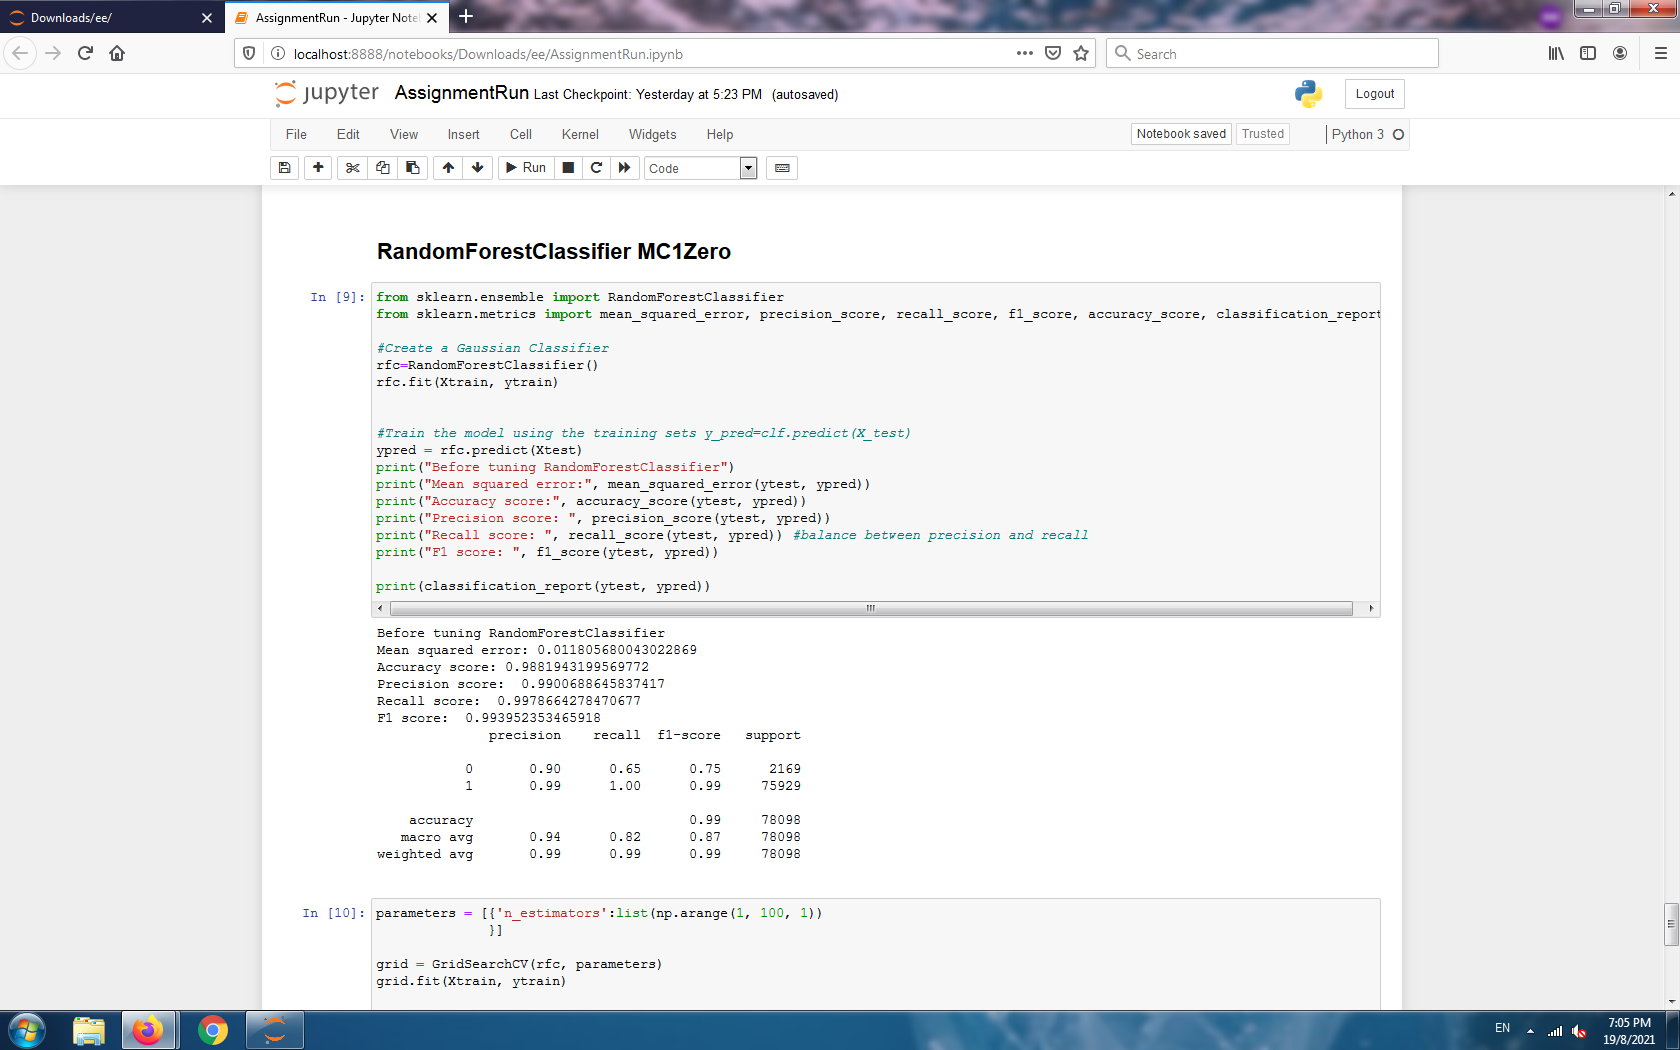 Downloads/ee/
AssignmentRun - Jupyter Note
localhost:8888/notebooks/Downloads/ee/AssignmentRun.ipynb
Search
jupyter AssignmentRun Last Checkpoint: Yesterday at 5:23 PM (autosaved)
Logout
File Edit View Insert Cell Kernel Widgets Help
Notebook saved Trusted Python 3
Run Code
RandomForestClassifier MC1Zero
In [9]:
from sklearn.ensemble import RandomForestClassifier
from sklearn.metrics import mean_squared_error, precision_score, recall_score, f1_score, accuracy_score, classification_report
#Create a Gaussian Classifier
rfc=RandomForestClassifier()
rfc.fit(Xtrain, ytrain)
#Train the model using the training sets y_pred=clf.predict(X_test)
ypred = rfc.predict(Xtest)
print("Before tuning RandomForestClassifier")
print("Mean squared error:", mean_squared_error(ytest, ypred))
print("Accuracy score:", accuracy_score(ytest, ypred))
print("Precision score: ", precision_score(ytest, ypred))
print("Recall score: ", recall_score(ytest, ypred)) #balance between precision and recall
print("F1 score: ", f1_score(ytest, ypred))
print(classification_report(ytest, ypred))
Before tuning RandomForestClassifier
Mean squared error: 0.011805680043022869
Accuracy score: 0.9881943199569772
Precision score:  0.9900688645837417
Recall score:  0.9978664278470677
F1 score:  0.993952353465918
precision recall f1-score support
0 0.90 0.65 0.75 2169
1 0.99 1.00 0.99 75929
accuracy 0.99 78098
macro avg 0.94 0.82 0.87 78098
weighted avg 0.99 0.99 0.99 78098
In [10]:
parameters = [{'n_estimators':list(np.arange(1, 100, 1))
}]
grid = GridSearchCV(rfc, parameters)
grid.fit(Xtrain, ytrain)
EN
7:05 PM
19/8/2021